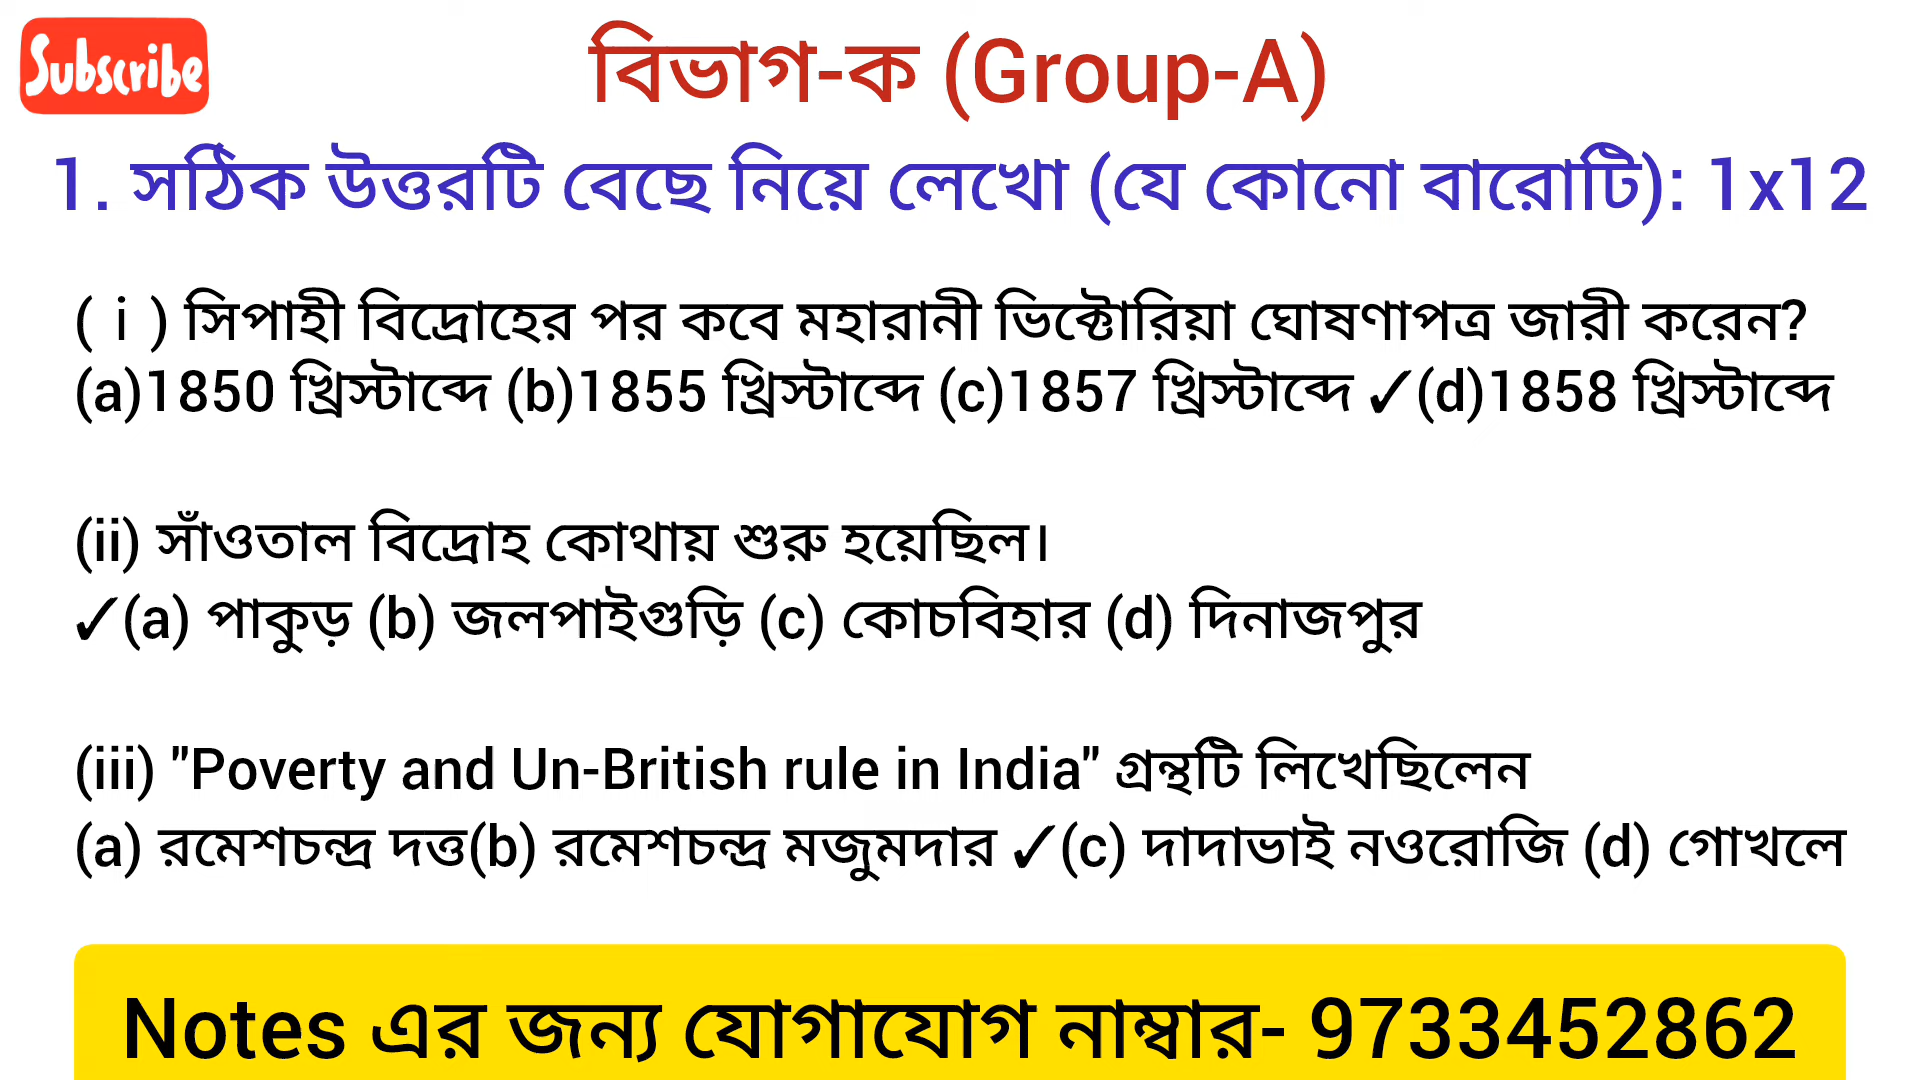 Subscribe
বিভাগ-ক (Group-A)
1. সঠিক উত্তরটি বেছে নিয়ে লেখো (যে কোনো বারোটি): 1x12
( i ) সিপাহী বিদ্রোহের পর কবে মহারানী ভিক্টোরিয়া ঘোষণাপত্র জারী করেন?
(a)1850 খ্রিস্টাব্দে (b)1855 খ্রিস্টাব্দে (c)1857 খ্রিস্টাব্দে ✓(d)1858 খ্রিস্টাব্দে
(ii) সাঁওতাল বিদ্রোহ কোথায় শুরু হয়েছিল।
✓(a) পাকুড় (b) জলপাইগুড়ি (c) কোচবিহার (d) দিনাজপুর
(iii) "Poverty and Un-British rule in India" গ্রন্থটি লিখেছিলেন
(a) রমেশচন্দ্র দত্ত(b) রমেশচন্দ্র মজুমদার ✓(c) দাদাভাই নওরোজি (d) গোখলে
Notes এর জন্য যোগাযোগ নাম্বার- 9733452862